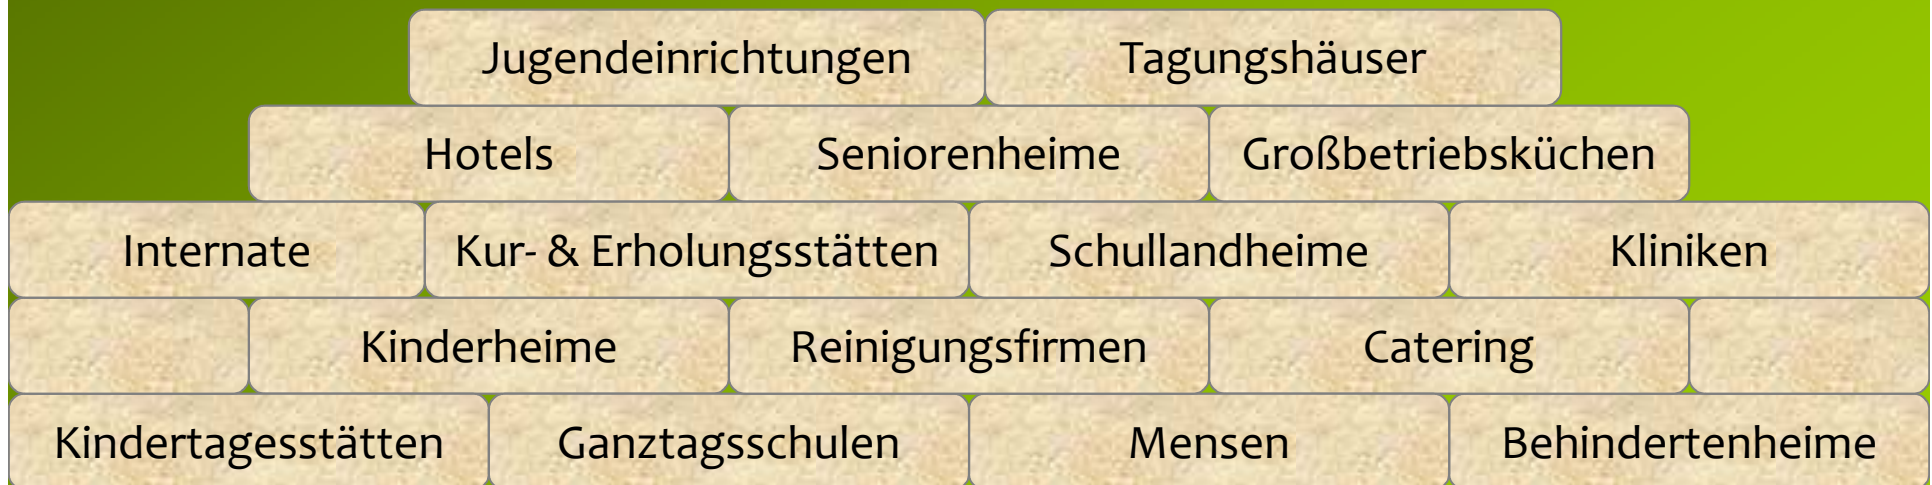 Jugendeinrichtungen Tagungshäuser
Hotels Seniorenheime Großbetriebsküchen
Internate Kur- & Erholungsstätten Schullandheime Kliniken
Kinderheime Reinigungsfirmen Catering
Kindertagesstätten Ganztagsschulen Mensen Behindertenheime